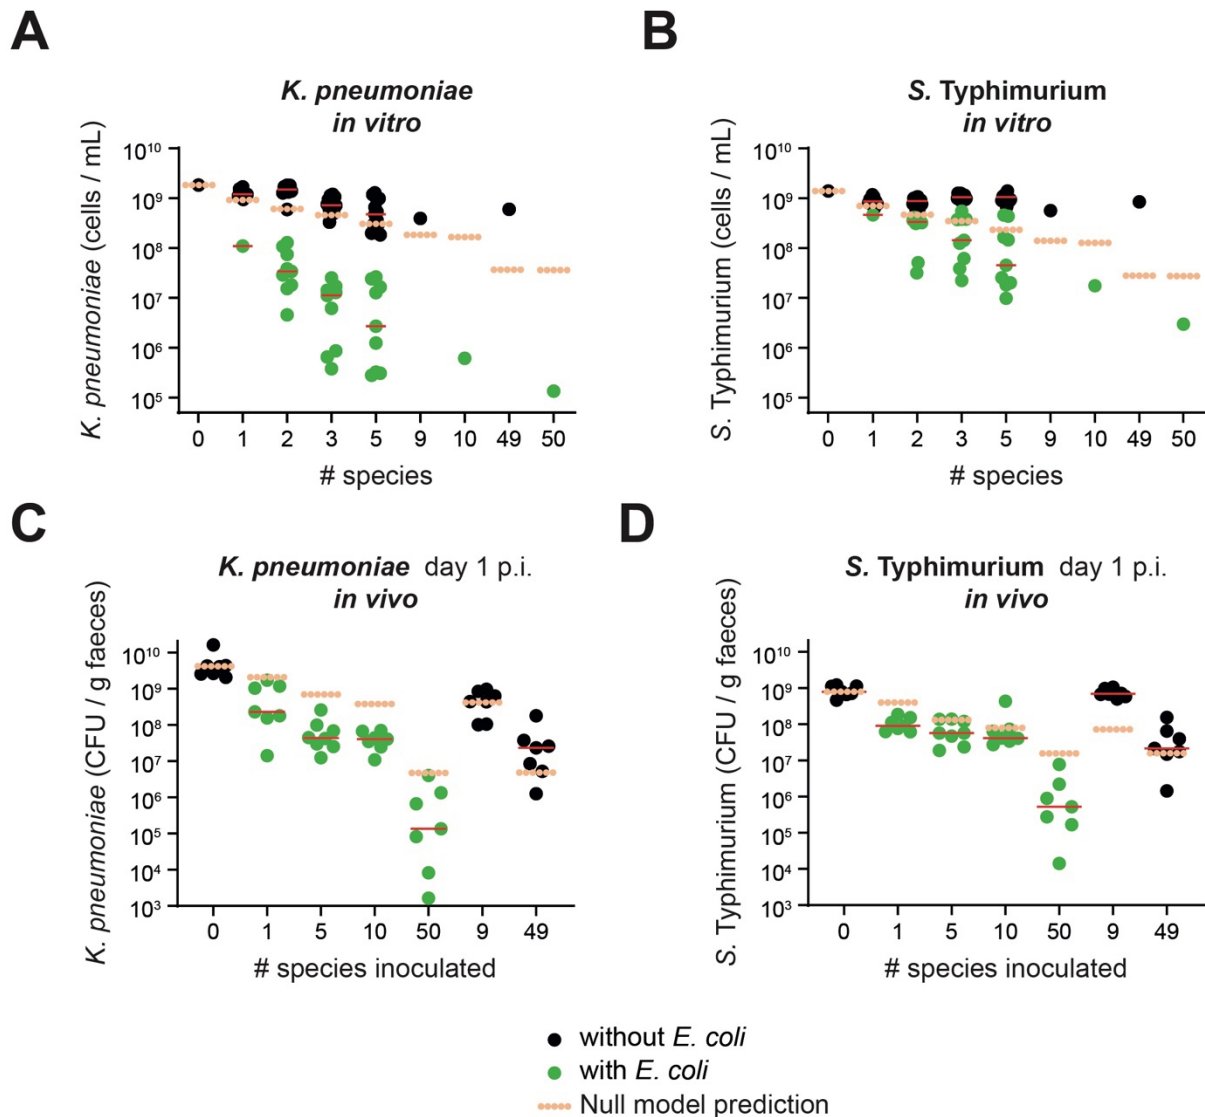 A
K. pneumoniae
in vitro
K. pneumoniae (cells / mL)
10^10
10^9
10^8
10^7
10^6
10^5
0 1 2 3 5 9 10 49 50
# species
B
S. Typhimurium
in vitro
S. Typhimurium (cells / mL)
10^10
10^9
10^8
10^7
10^6
10^5
0 1 2 3 5 9 10 49 50
# species
C
K. pneumoniae day 1 p.i.
in vivo
K. pneumoniae (CFU / g faeces)
10^10
10^9
10^8
10^7
10^6
10^5
10^4
10^3
0 1 5 10 50 9 49
# species inoculated
D
S. Typhimurium day 1 p.i.
in vivo
S. Typhimurium (CFU / g faeces)
10^10
10^9
10^8
10^7
10^6
10^5
10^4
10^3
0 1 5 10 50 9 49
# species inoculated
without E. coli
with E. coli
Null model prediction